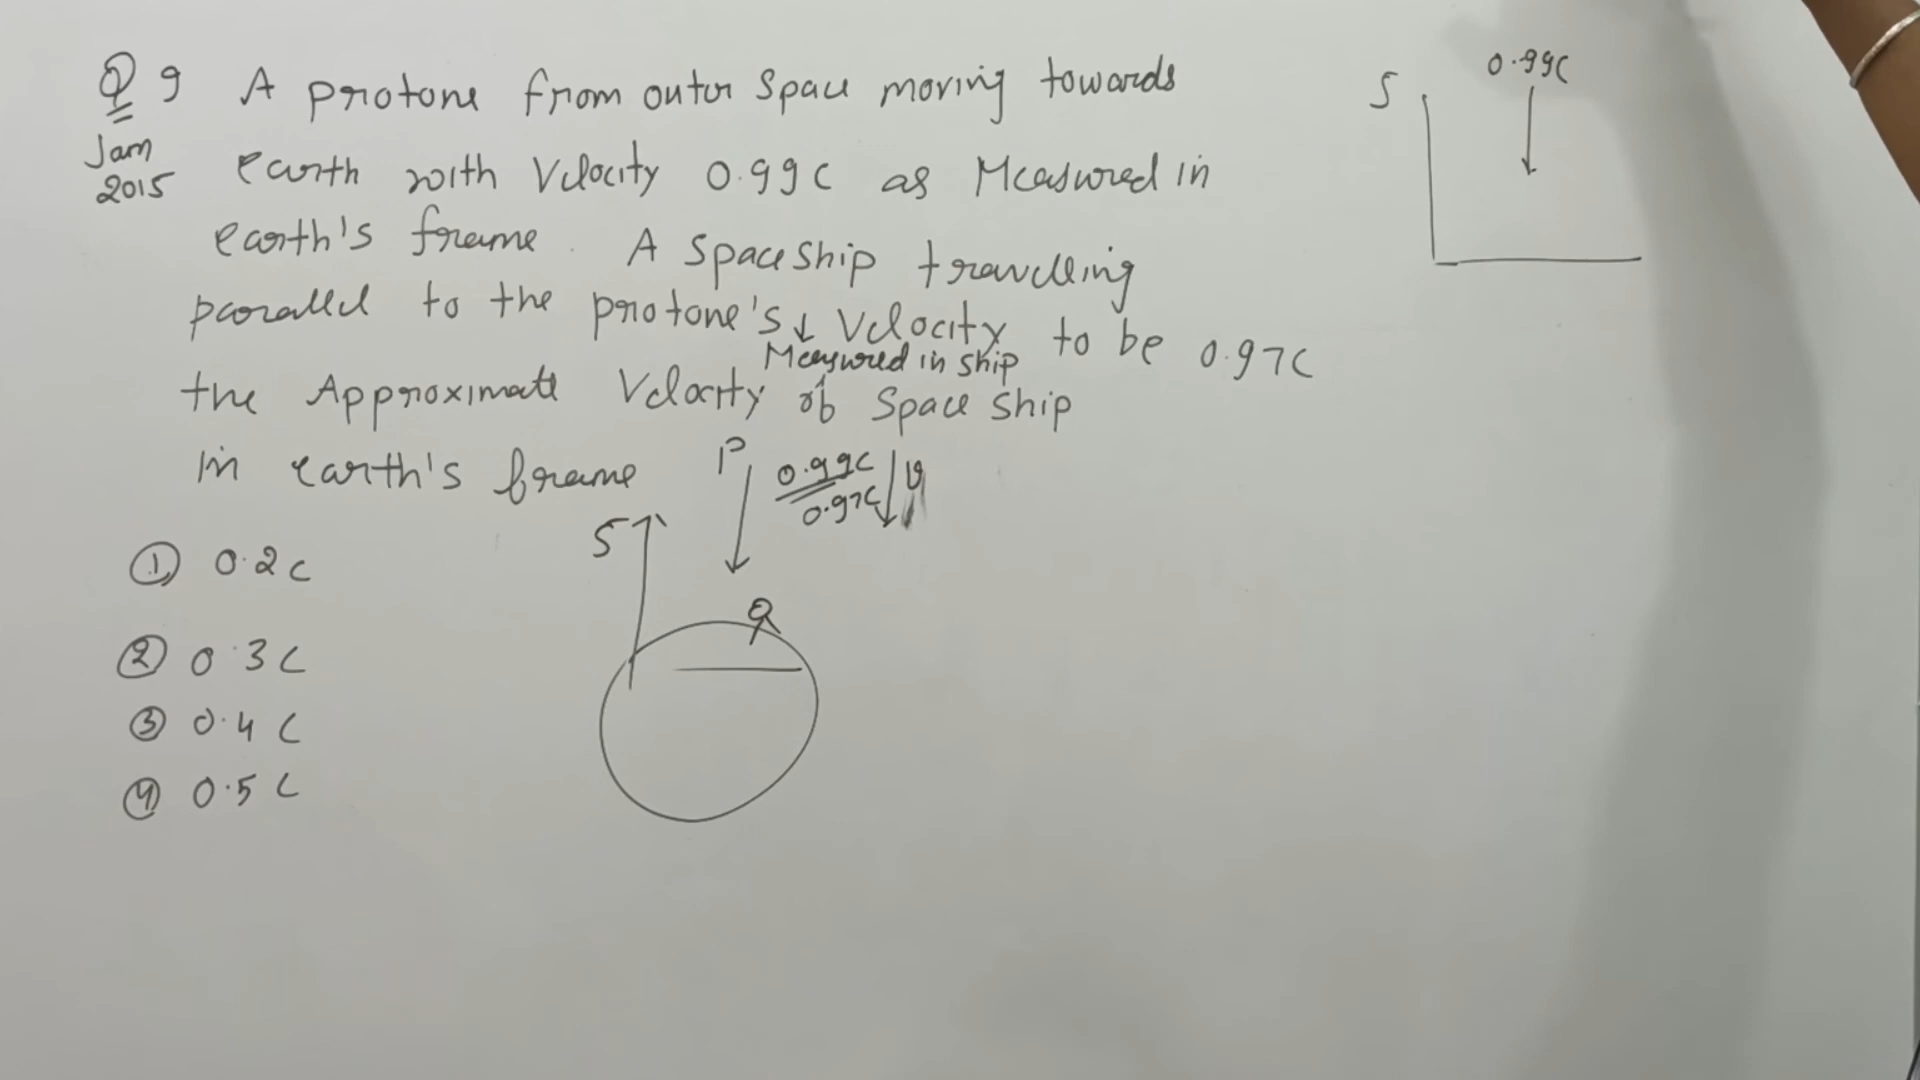 Q 9 A protone from outer space moving towards
Jam
2015
earth with Velocity 0.99c as Measured in
earth's frame. A spaceship travelling
parallel to the protone's Velocity to be 0.97c
Measured in ship
the Approximate Velocity of Space ship
in earth's frame
① 0.2c
② 0.3c
③ 0.4c
④ 0.5c
P
0.99c
0.97c
v
S
S
0.99c